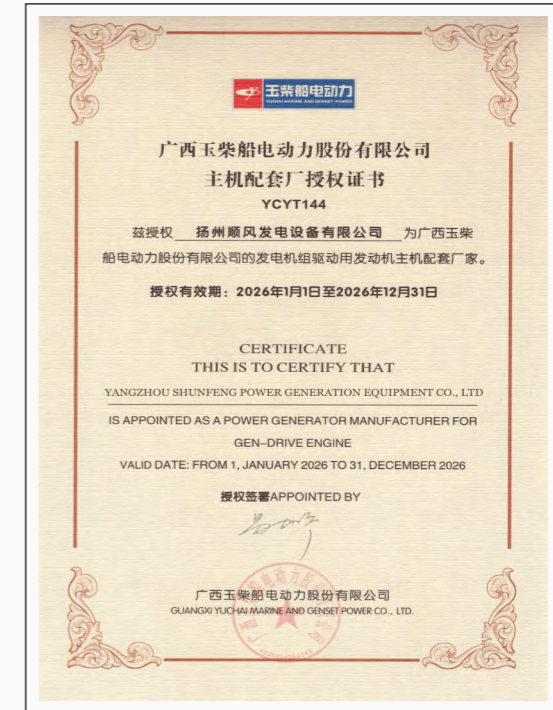 玉柴船电动力
YUCHAI MARINE AND GENSET POWER
广西玉柴船电动力股份有限公司
主机配套厂授权证书
YCYT144
兹授权 扬州顺风发电设备有限公司 为广西玉柴
船电动力股份有限公司的发电机组驱动用发动机主机配套厂家。
授权有效期：2026年1月1日至2026年12月31日
CERTIFICATE
THIS IS TO CERTIFY THAT
YANGZHOU SHUNFENG POWER GENERATION EQUIPMENT CO., LTD
IS APPOINTED AS A POWER GENERATOR MANUFACTURER FOR
GEN-DRIVE ENGINE
VALID DATE: FROM 1, JANUARY 2026 TO 31, DECEMBER 2026
授权签署APPOINTED BY
广西玉柴船电动力股份有限公司
GUANGXI YUCHAI MARINE AND GENSET POWER CO., LTD.